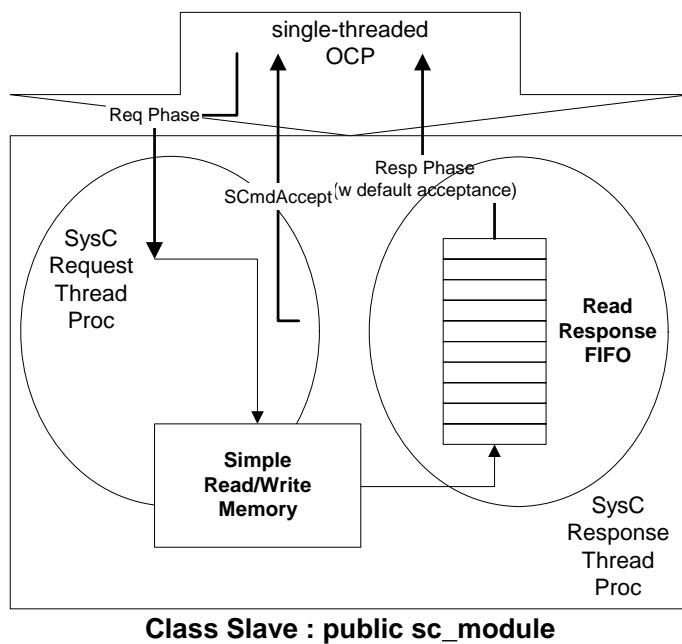 single-threaded
OCP
Req Phase
SCmdAccept
Resp Phase
(w default acceptance)
SysC
Request
Thread
Proc
Read
Response
FIFO
Simple
Read/Write
Memory
SysC
Response
Thread
Proc
Class Slave : public sc_module